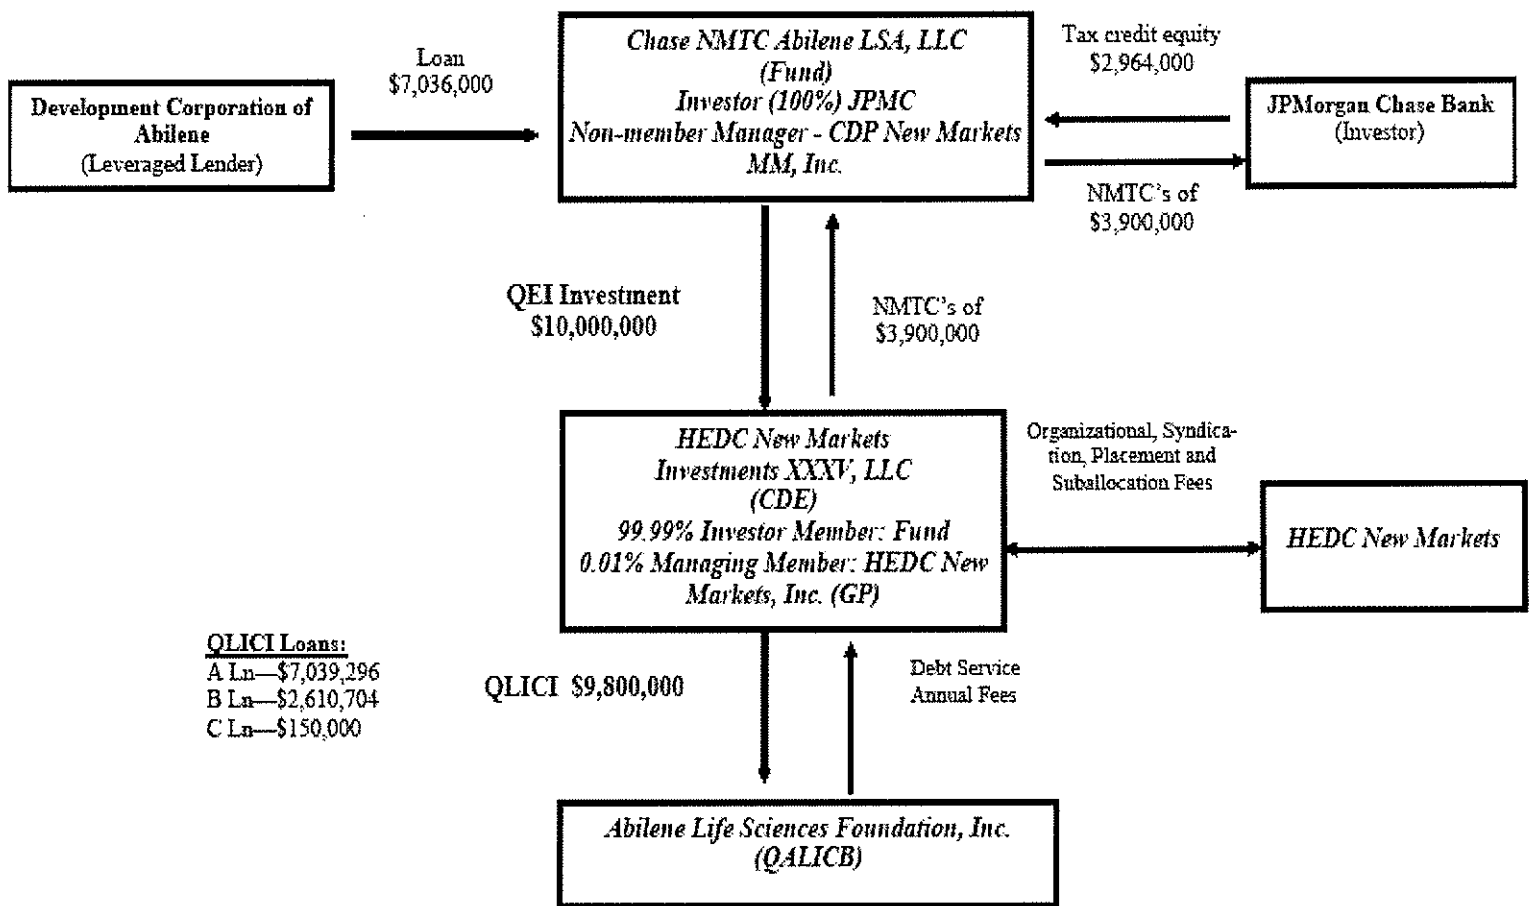 Chase NMTC Abilene LSA, LLC
(Fund)
Investor (100%) JPMC
Non-member Manager - CDP New Markets
MM, Inc.
Loan
$7,036,000
Tax credit equity
$2,964,000
Development Corporation of
Abilene
(Leveraged Lender)
JPMorgan Chase Bank
(Investor)
NMTC's of
$3,900,000
QEI Investment
$10,000,000
NMTC's of
$3,900,000
HEDC New Markets
Investments XXXV, LLC
(CDE)
99.99% Investor Member: Fund
0.01% Managing Member: HEDC New
Markets, Inc. (GP)
Organizational, Syndica-
tion, Placement and
Suballocation Fees
HEDC New Markets
QLICI Loans:
A Ln—$7,039,296
B Ln—$2,610,704
C Ln—$150,000
QLICI $9,800,000
Debt Service
Annual Fees
Abilene Life Sciences Foundation, Inc.
(QALICB)